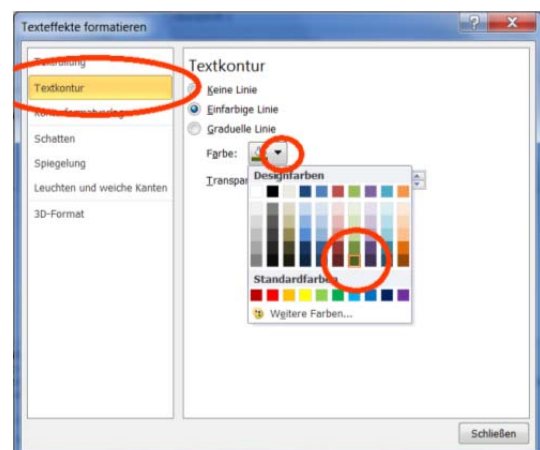 Texteffekte formatieren
Textkontur
Schatten
Spiegelung
Leuchten und weiche Kanten
3D-Format
Textkontur
Keine Linie
Einfarbige Linie
Graduelle Linie
Farbe:
Designfarben
Standardfarben
Weitere Farben...
Schließen